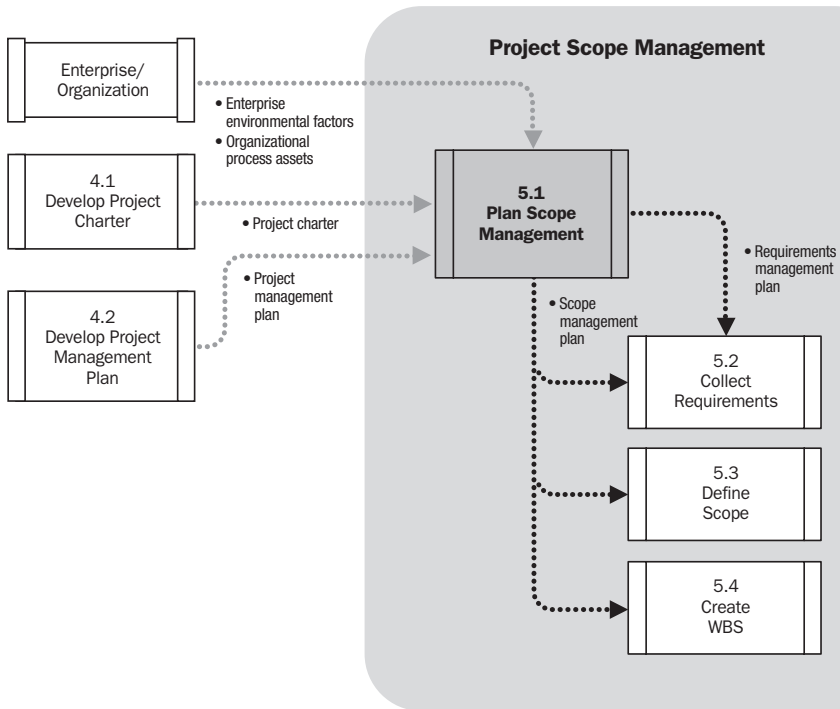 Project Scope Management
Enterprise/
Organization
• Enterprise
environmental factors
• Organizational
process assets
4.1
Develop Project
Charter
• Project charter
4.2
Develop Project
Management
Plan
• Project
management
plan
5.1
Plan Scope
Management
• Requirements
management
plan
• Scope
management
plan
5.2
Collect
Requirements
5.3
Define
Scope
5.4
Create
WBS